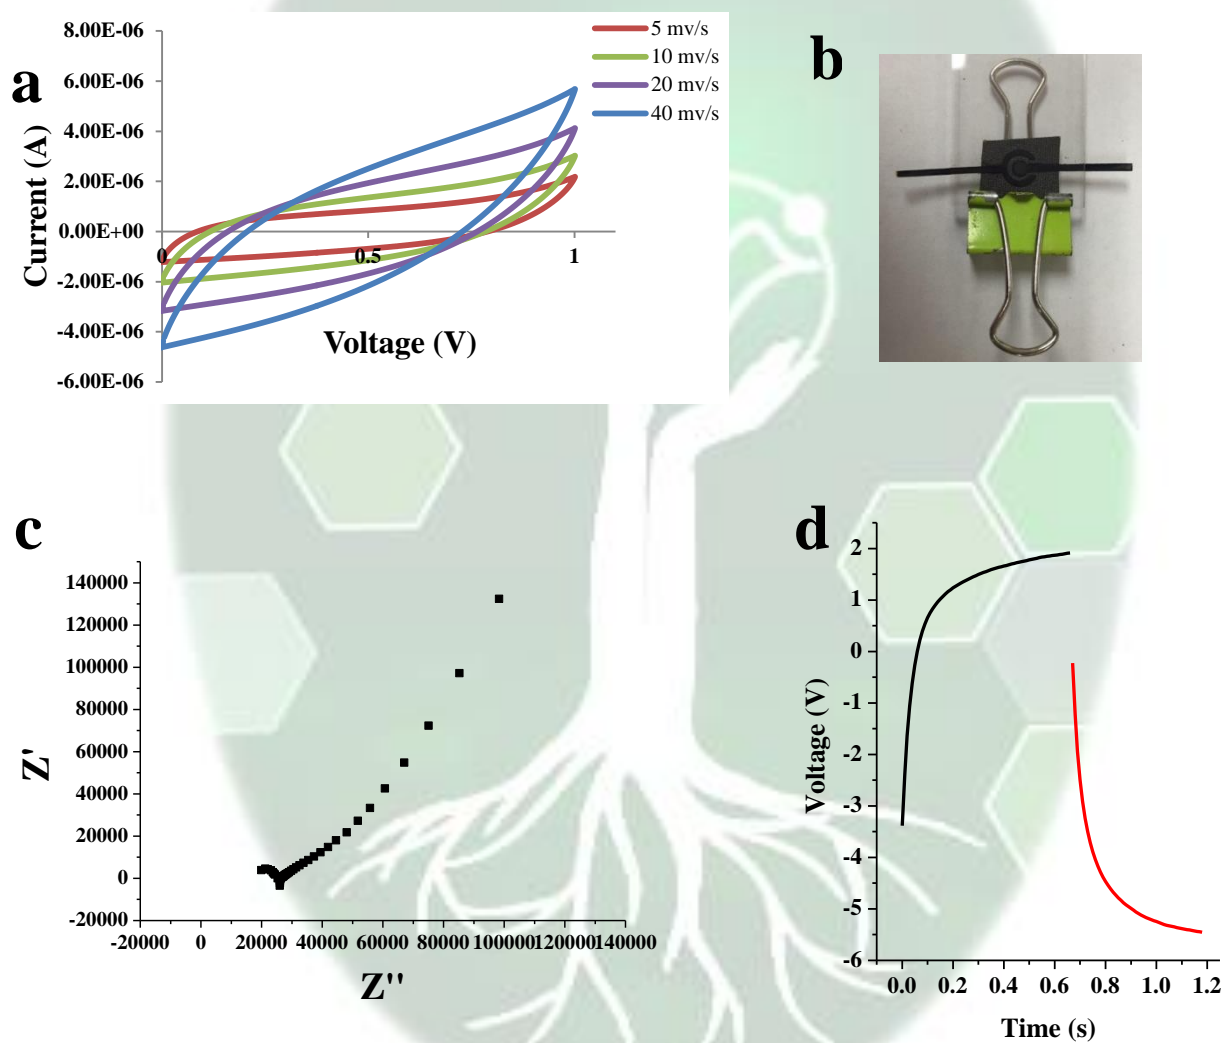 a
8.00E-06
6.00E-06
4.00E-06
2.00E-06
0.00E+00
-2.00E-06
-4.00E-06
-6.00E-06
Current (A)
0
0.5
1
Voltage (V)
5 mv/s
10 mv/s
20 mv/s
40 mv/s
b
c
140000
120000
100000
80000
60000
40000
20000
0
-20000
Z'
-20000
0
20000
40000
60000
80000
100000
120000
140000
Z''
d
2
1
0
-1
-2
-3
-4
-5
-6
Voltage (V)
0.0
0.2
0.4
0.6
0.8
1.0
1.2
Time (s)